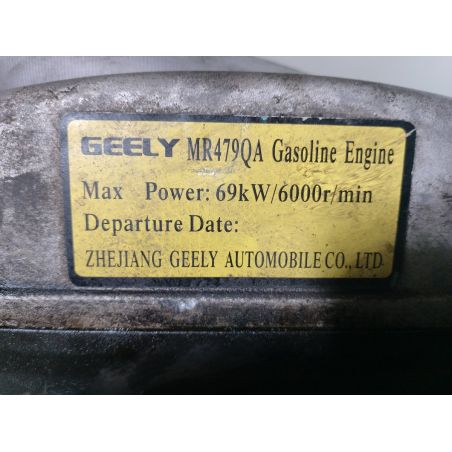 GEELY MR479QA Gasoline Engine
Max Power: 69kW/6000r/min
Departure Date:
ZHEJIANG GEELY AUTOMOBILE CO., LTD